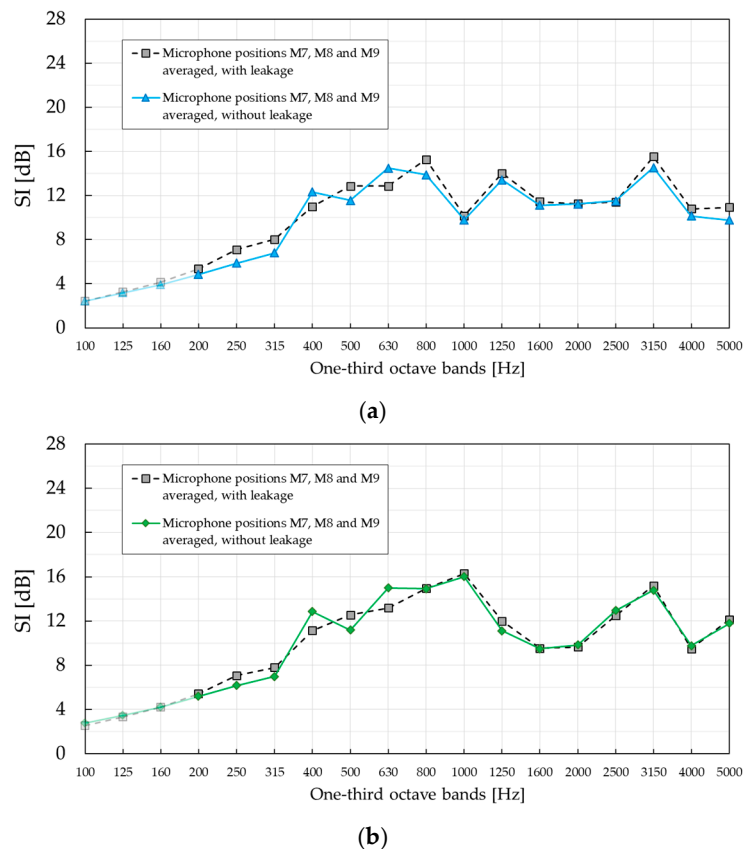 28
24
20
16
12
8
4
0
SI [dB]
Microphone positions M7, M8 and M9
averaged, with leakage
Microphone positions M7, M8 and M9
averaged, without leakage
100 125 160 200 250 315 400 500 630 800 1000 1250 1600 2000 2500 3150 4000 5000
One-third octave bands [Hz]
(a)
28
24
20
16
12
8
4
0
SI [dB]
Microphone positions M7, M8 and M9
averaged, with leakage
Microphone positions M7, M8 and M9
averaged, without leakage
100 125 160 200 250 315 400 500 630 800 1000 1250 1600 2000 2500 3150 4000 5000
One-third octave bands [Hz]
(b)